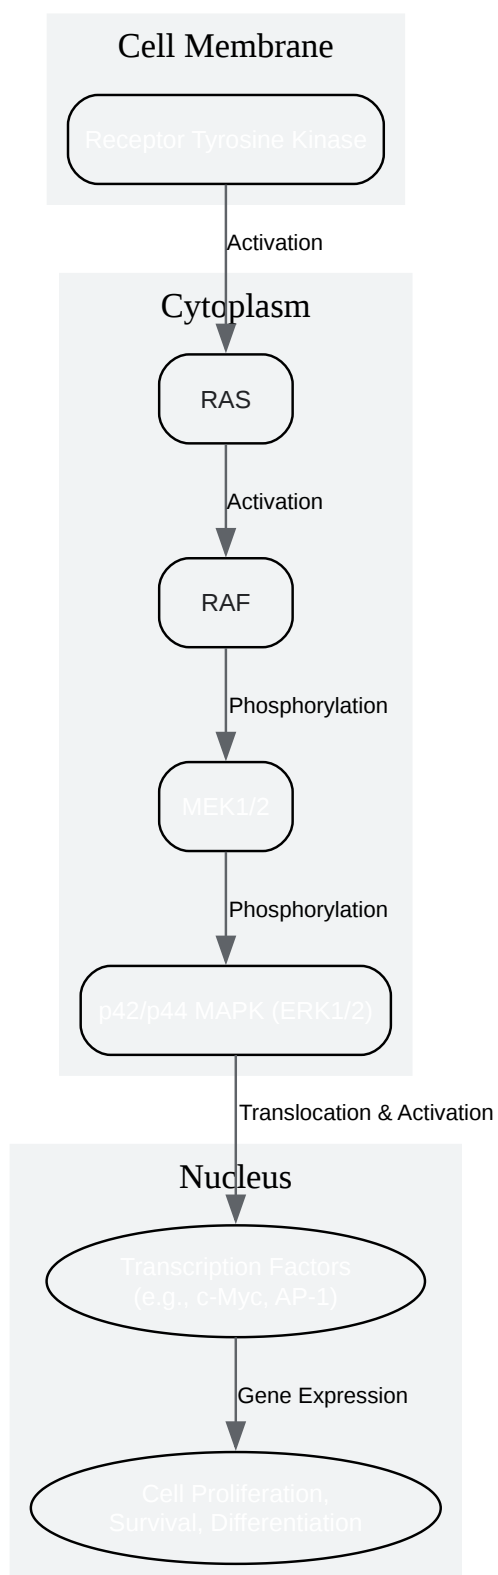 Cell Membrane
Receptor Tyrosine Kinase
Activation
Cytoplasm
RAS
Activation
RAF
Phosphorylation
MEK1/2
Phosphorylation
p42/p44 MAPK (ERK1/2)
Translocation & Activation
Nucleus
Transcription Factors
(e.g., c-Myc, AP-1)
Gene Expression
Cell Proliferation,
Survival, Differentiation